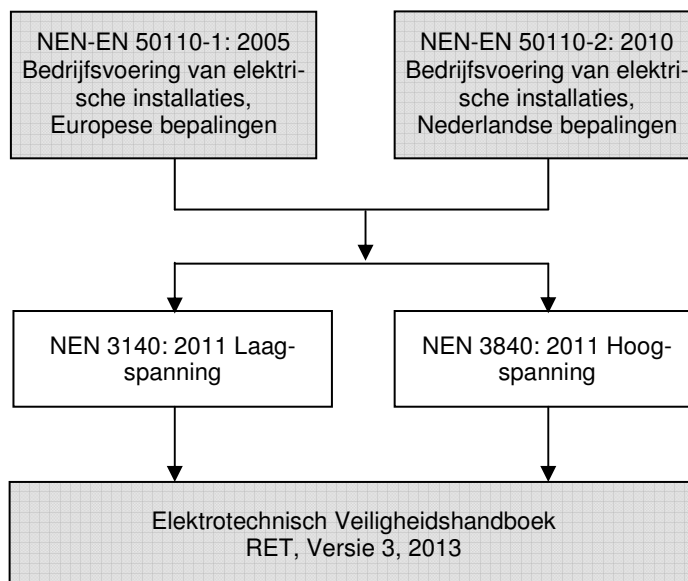 NEN-EN 50110-1: 2005
Bedrijfsvoering van elektri-
sche installaties,
Europese bepalingen
NEN-EN 50110-2: 2010
Bedrijfsvoering van elektri-
sche installaties,
Nederlandse bepalingen
NEN 3140: 2011 Laag-
spanning
NEN 3840: 2011 Hoog-
spanning
Elektrotechnisch Veiligheidshandboek
RET, Versie 3, 2013